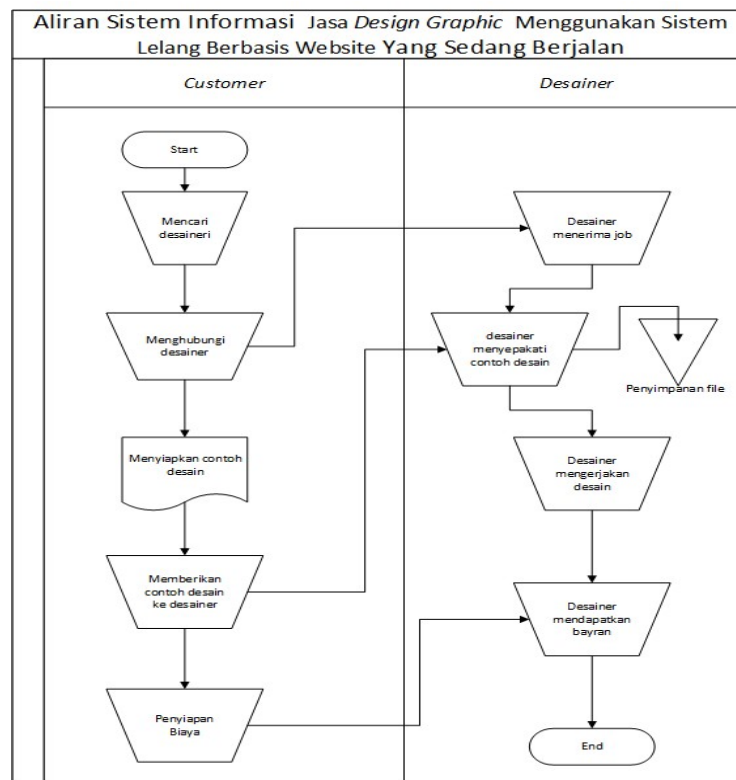 Aliran Sistem Informasi Jasa Design Graphic Menggunakan Sistem
Lelang Berbasis Website Yang Sedang Berjalan
Customer
Desainer
Start
Mencari
desaineri
Menghubungi
desainer
Menyiapkan contoh
desain
Memberikan
contoh desain
ke desainer
Penyiapan
Biaya
Desainer
menerima job
desainer
menyepakati
contoh desain
Penyimpanan file
Desainer
mengerjakan
desain
Desainer
mendapatkan
bayran
End